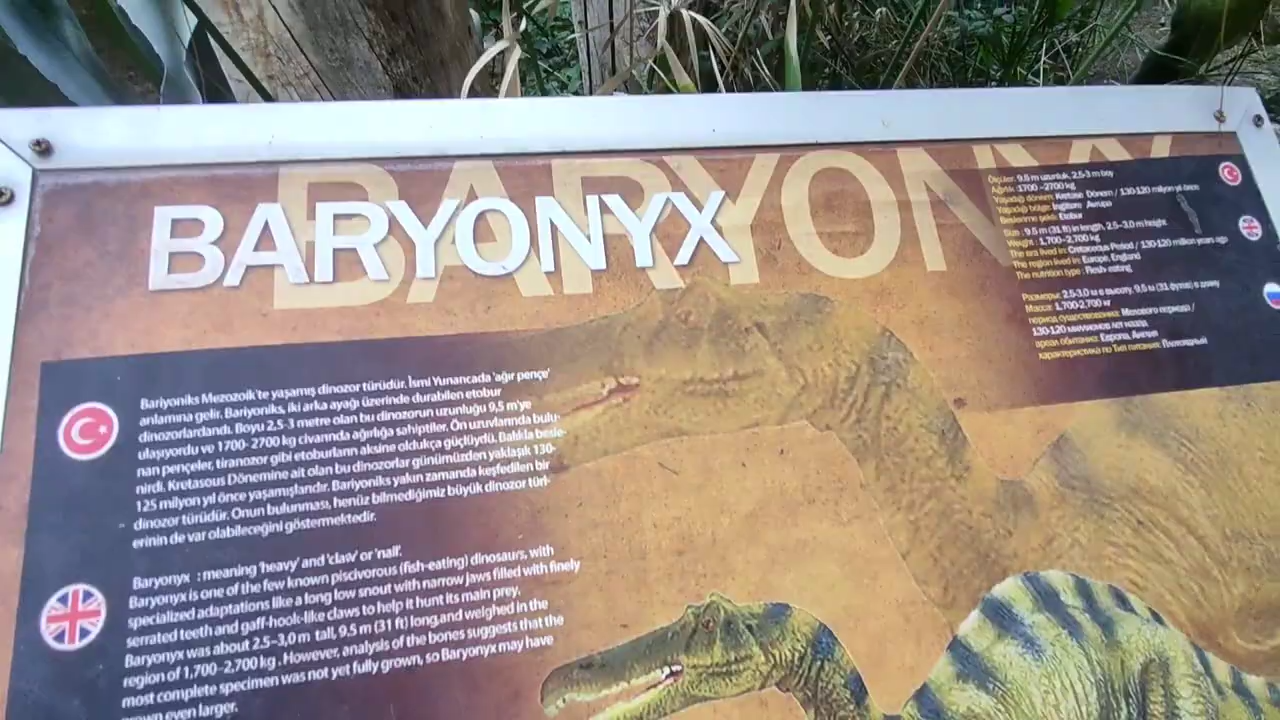 BARYONYX
BARYONYX
Ölçüler: 9.5 m uzunluk, 2,5-3 m boy
Ağırlık :1700 -2700 kg
Yaşadığı dönem: Kretase Dönem / 130-120 milyon yıl önce
Yaşadığı bölge: İngiltere Avrupa
Beslenme şekli: Etobur
Size : 9.5 m (31 ft) in length, 2.5-3.0 m height
Weight : 1,700-2,700 kg
The era lived in: Cretaceous Period / 130-120 million years ago
The region lived in: Europe, England
The nutrition type : Flesh-eating
Размеры: 2.5-3.0 м в высоту, 9.5 м (31 футов) в длину
Масса: 1.700-2.700 кг
период существования: Мелового периода /
130-120 миллионов лет назад
ареал обитания: Европа, Англия
характеристика по Тип питания: Плотоядный
Bariyoniks Mezozoik'te yaşamış dinozor türüdür. İsmi Yunancada 'ağır pençe'
anlamına gelir. Bariyoniks, iki arka ayağı üzerinde durabilen etobur
dinozorlardandı. Boyu 2,5-3 metre olan bu dinozorun uzunluğu 9,5 m'ye
ulaşıyordu ve 1700- 2700 kg civarında ağırlığa sahiptiler. Ön uzuvlarında bulu-
nan pençeler, tiranozor gibi etoburların aksine oldukça güçlüydü. Balıkla besle-
nirdi. Kretasous Dönemine ait olan bu dinozorlar günümüzden yaklaşık 130-
125 milyon yıl önce yaşamışlardır. Bariyoniks yakın zamanda keşfedilen bir
dinozor türüdür. Onun bulunması, henüz bilmediğimiz büyük dinozor türl-
erinin de var olabileceğini göstermektedir.
Baryonyx : meaning 'heavy' and 'claw' or 'nail'.
Baryonyx is one of the few known piscivorous (fish-eating) dinosaurs, with
specialized adaptations like a long low snout with narrow jaws filled with finely
serrated teeth and gaff-hook-like claws to help it hunt its main prey.
Baryonyx was about 2.5–3,0 m tall, 9.5 m (31 ft) long,and weighed in the
region of 1,700–2,700 kg . However, analysis of the bones suggests that the
most complete specimen was not yet fully grown, so Baryonyx may have
grown even larger.